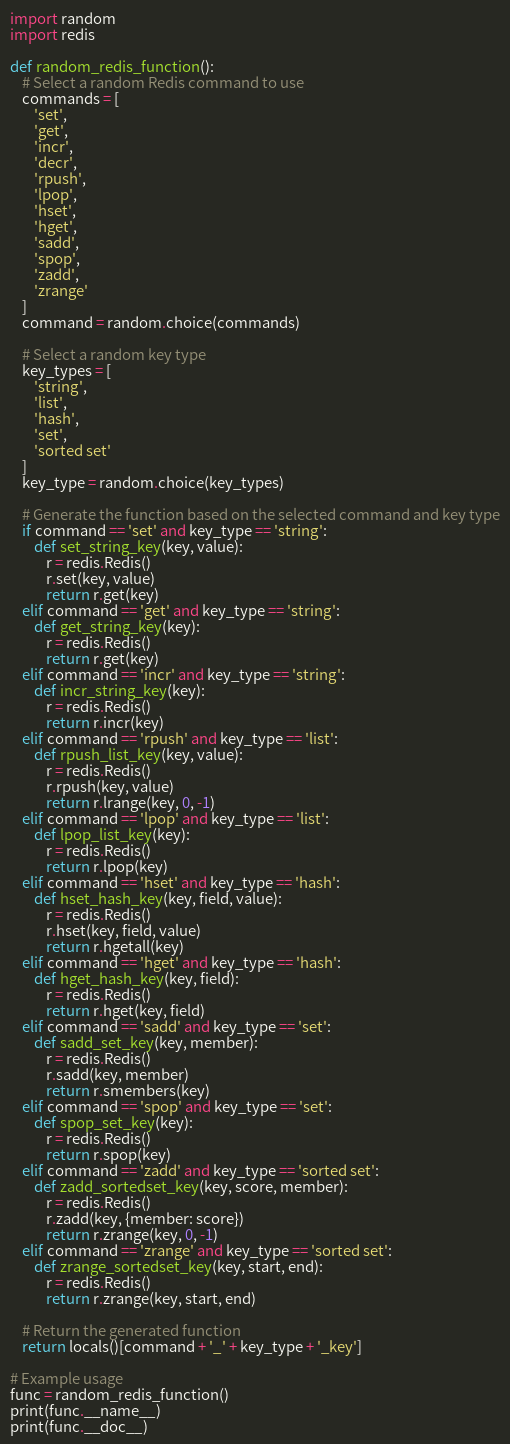 import random
import redis

def random_redis_function():
    # Select a random Redis command to use
    commands = [
        'set',
        'get',
        'incr',
        'decr',
        'rpush',
        'lpop',
        'hset',
        'hget',
        'sadd',
        'spop',
        'zadd',
        'zrange'
    ]
    command = random.choice(commands)

    # Select a random key type
    key_types = [
        'string',
        'list',
        'hash',
        'set',
        'sorted set'
    ]
    key_type = random.choice(key_types)

    # Generate the function based on the selected command and key type
    if command == 'set' and key_type == 'string':
        def set_string_key(key, value):
            r = redis.Redis()
            r.set(key, value)
            return r.get(key)
    elif command == 'get' and key_type == 'string':
        def get_string_key(key):
            r = redis.Redis()
            return r.get(key)
    elif command == 'incr' and key_type == 'string':
        def incr_string_key(key):
            r = redis.Redis()
            return r.incr(key)
    elif command == 'rpush' and key_type == 'list':
        def rpush_list_key(key, value):
            r = redis.Redis()
            r.rpush(key, value)
            return r.lrange(key, 0, -1)
    elif command == 'lpop' and key_type == 'list':
        def lpop_list_key(key):
            r = redis.Redis()
            return r.lpop(key)
    elif command == 'hset' and key_type == 'hash':
        def hset_hash_key(key, field, value):
            r = redis.Redis()
            r.hset(key, field, value)
            return r.hgetall(key)
    elif command == 'hget' and key_type == 'hash':
        def hget_hash_key(key, field):
            r = redis.Redis()
            return r.hget(key, field)
    elif command == 'sadd' and key_type == 'set':
        def sadd_set_key(key, member):
            r = redis.Redis()
            r.sadd(key, member)
            return r.smembers(key)
    elif command == 'spop' and key_type == 'set':
        def spop_set_key(key):
            r = redis.Redis()
            return r.spop(key)
    elif command == 'zadd' and key_type == 'sorted set':
        def zadd_sortedset_key(key, score, member):
            r = redis.Redis()
            r.zadd(key, {member: score})
            return r.zrange(key, 0, -1)
    elif command == 'zrange' and key_type == 'sorted set':
        def zrange_sortedset_key(key, start, end):
            r = redis.Redis()
            return r.zrange(key, start, end)

    # Return the generated function
    return locals()[command + '_' + key_type + '_key']

# Example usage
func = random_redis_function()
print(func.__name__)
print(func.__doc__)